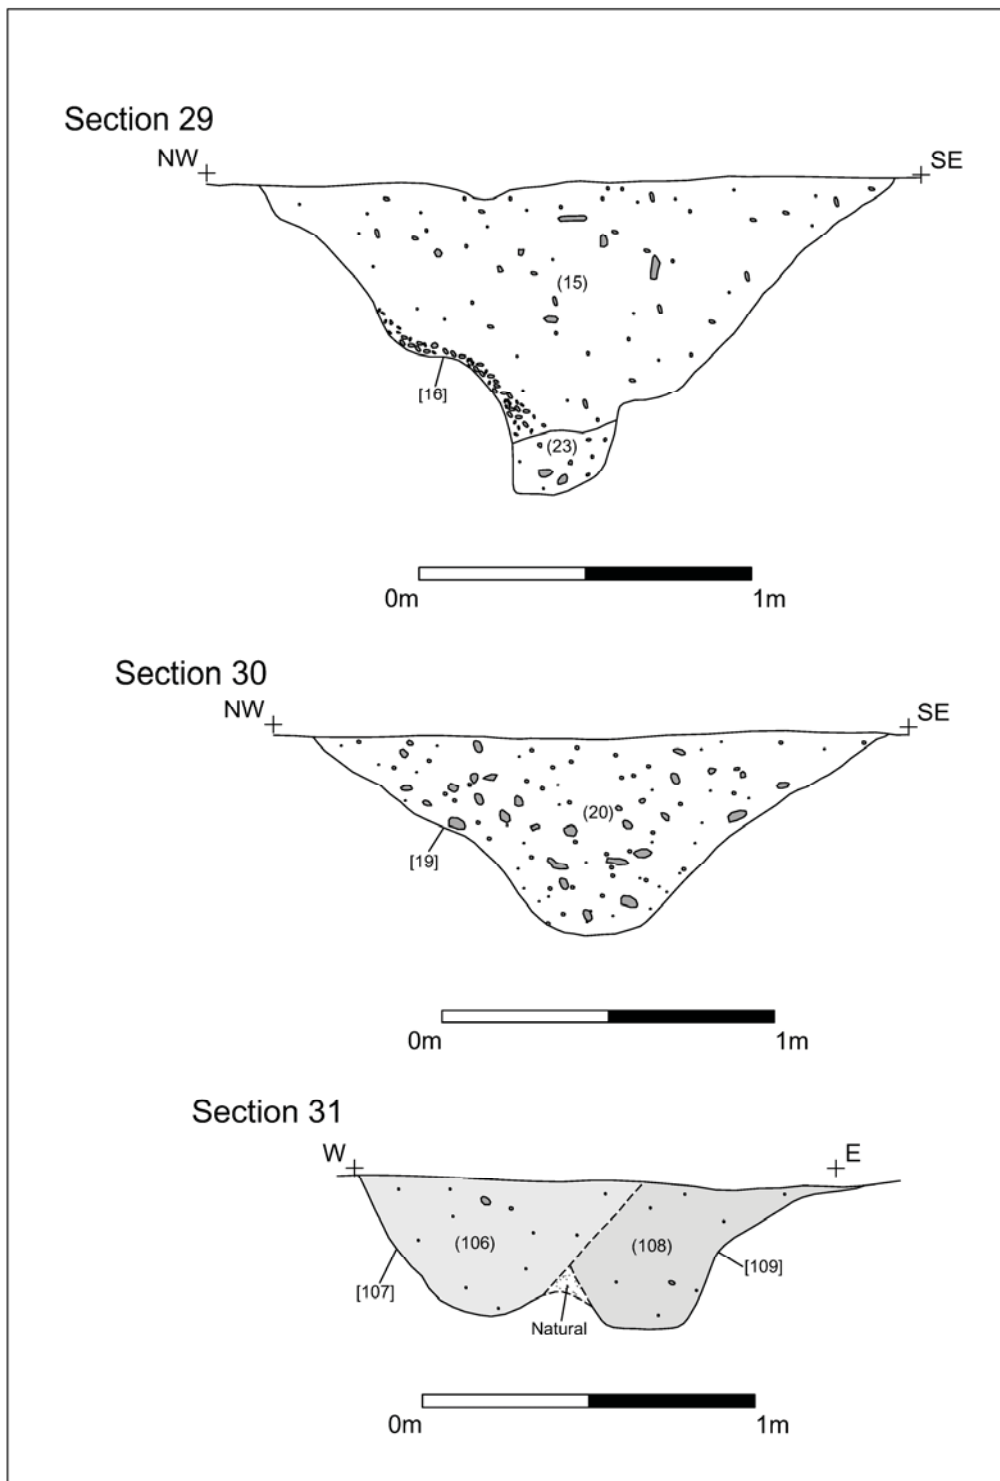 Section 29
NW SE
(15)
[16]
(23)
0m 1m
Section 30
NW SE
(20)
[19]
0m 1m
Section 31
W E
(106) (108)
[107] [109]
Natural
0m 1m